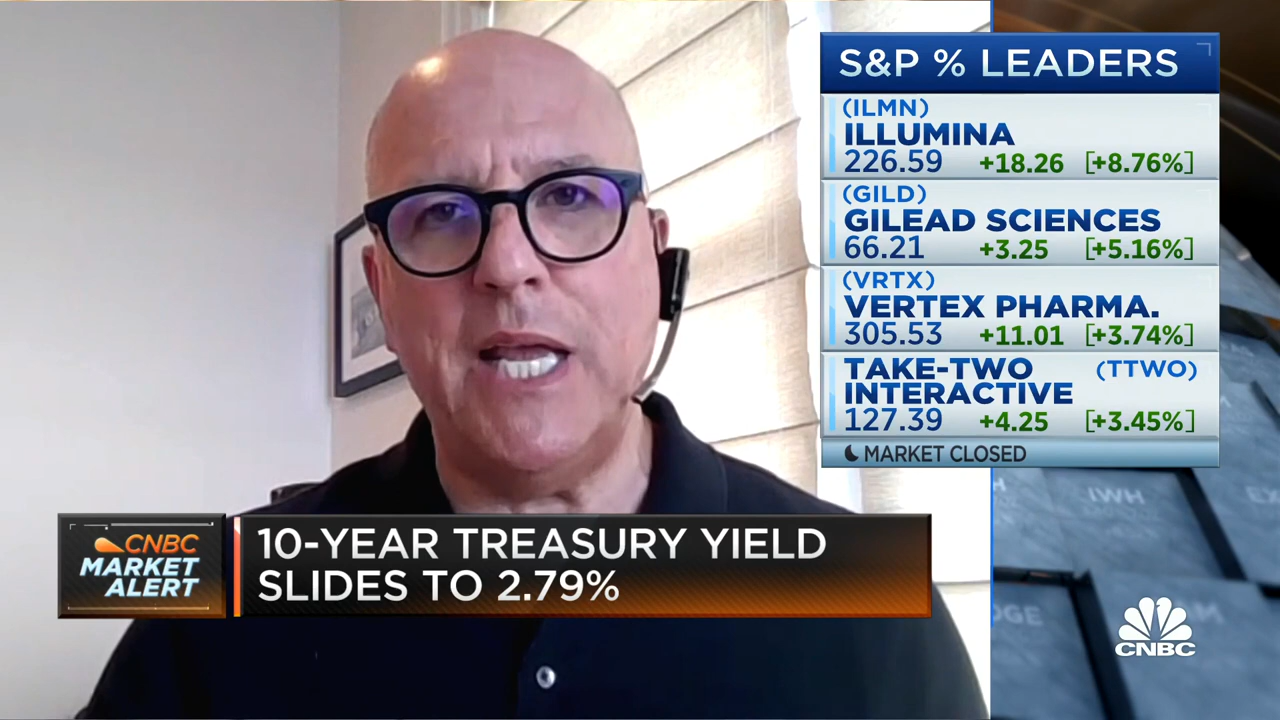 S&P % LEADERS
(ILMN)
ILLUMINA
226.59 +18.26 [+8.76%]
(GILD)
GILEAD SCIENCES
66.21 +3.25 [+5.16%]
(VRTX)
VERTEX PHARMA.
305.53 +11.01 [+3.74%]
TAKE-TWO (TTWO)
INTERACTIVE
127.39 +4.25 [+3.45%]
MARKET CLOSED
CNBC
MARKET
ALERT
10-YEAR TREASURY YIELD
SLIDES TO 2.79%
IWH
CNBC